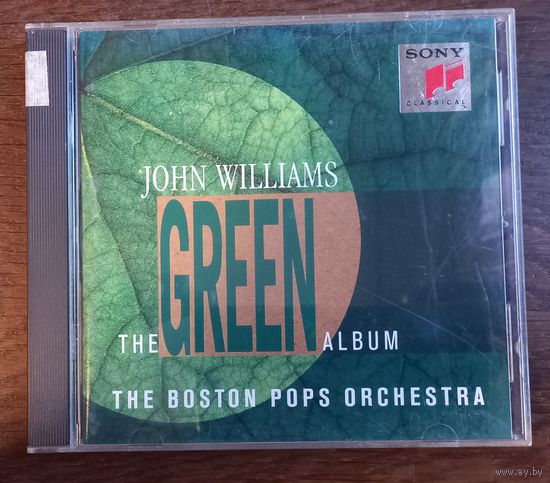 SONY
CLASSICAL
JOHN WILLIAMS
THE GREEN ALBUM
THE BOSTON POPS ORCHESTRA
www.ay.by